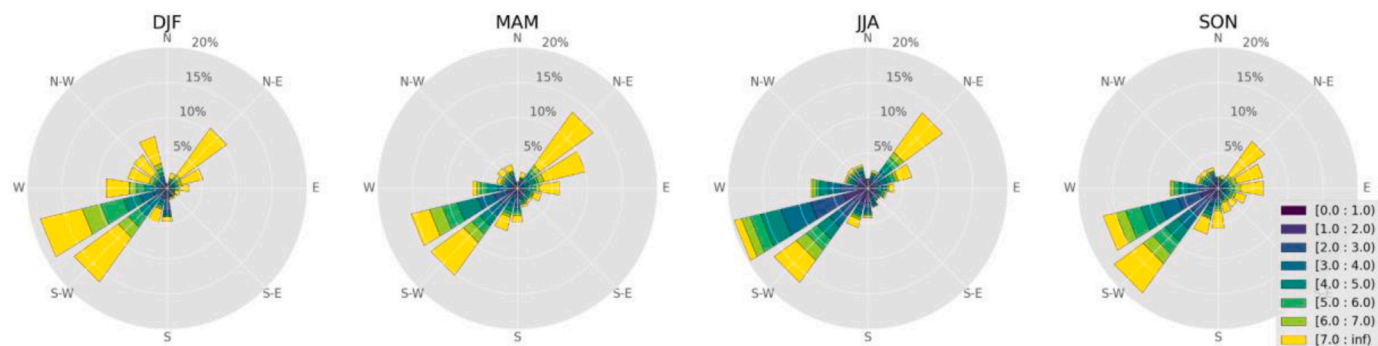 DJF
N
20%
15%
10%
5%
N-W
N-E
W
E
S-W
S-E
S
MAM
N
20%
15%
10%
5%
N-W
N-E
W
E
S-W
S-E
S
JJA
N
20%
15%
10%
5%
N-W
N-E
W
E
S-W
S-E
S
SON
N
20%
15%
10%
5%
N-W
N-E
W
E
S-W
S
[0.0 : 1.0)
[1.0 : 2.0)
[2.0 : 3.0)
[3.0 : 4.0)
[4.0 : 5.0)
[5.0 : 6.0)
[6.0 : 7.0)
[7.0 : inf)